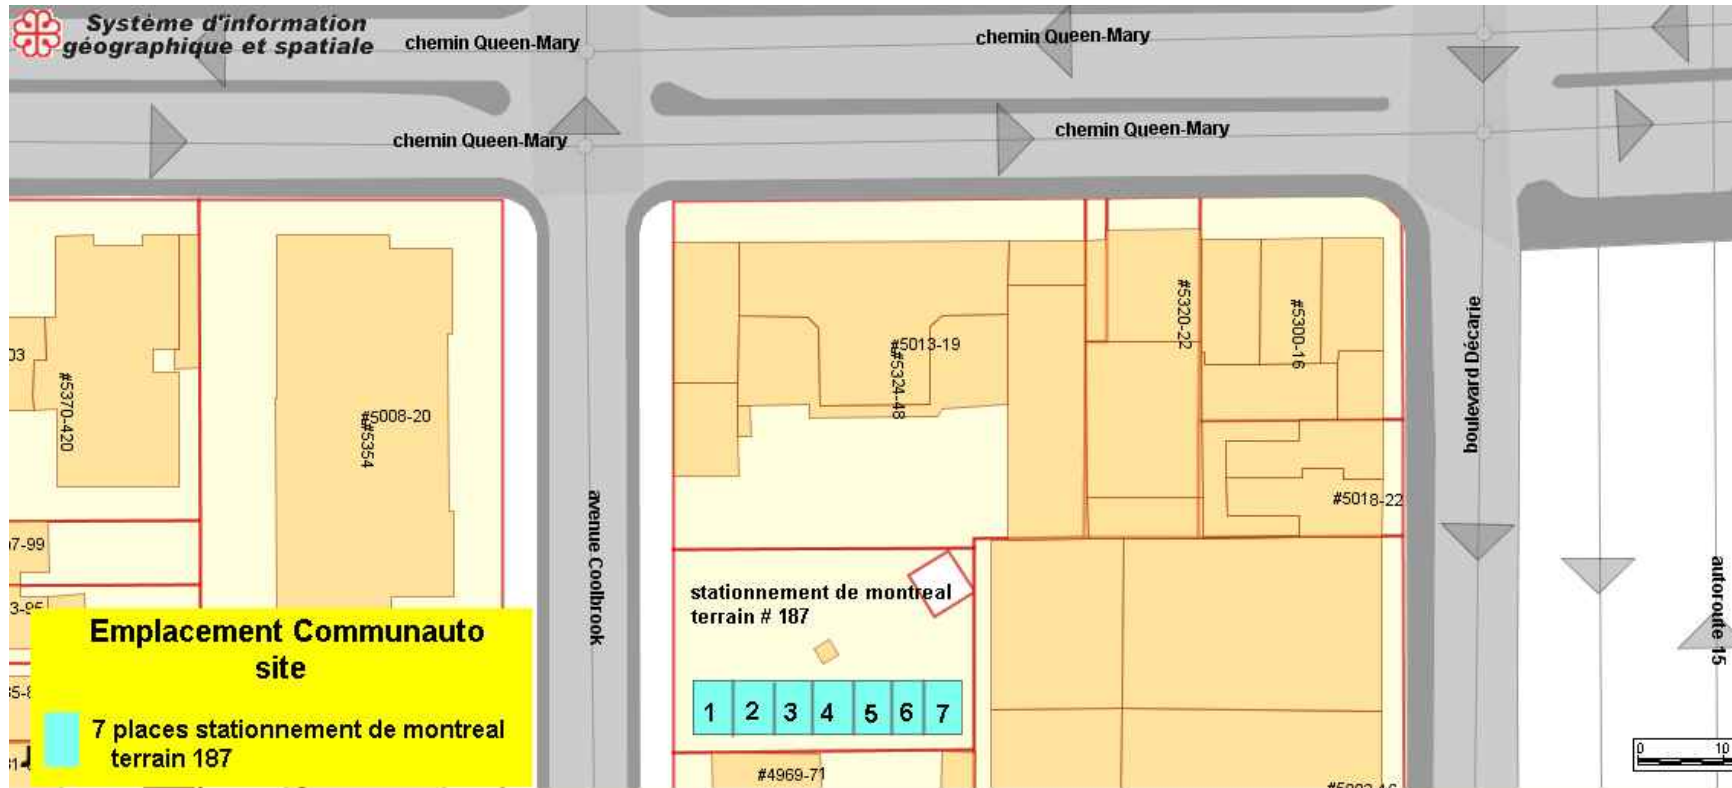 Système d'information
géographique et spatiale
chemin Queen-Mary
chemin Queen-Mary
chemin Queen-Mary
chemin Queen-Mary
#5370-420
#5008-20
#5354
#5013-19
#5324-48
#5320-22
#5300-16
boulevard Décarie
#5018-22
avenue Coolbrook
autoroute 15
stationnement de montreal
terrain # 187
1 2 3 4 5 6 7
#4969-71
Emplacement Communauto
site
7 places stationnement de montreal
terrain 187
0 10